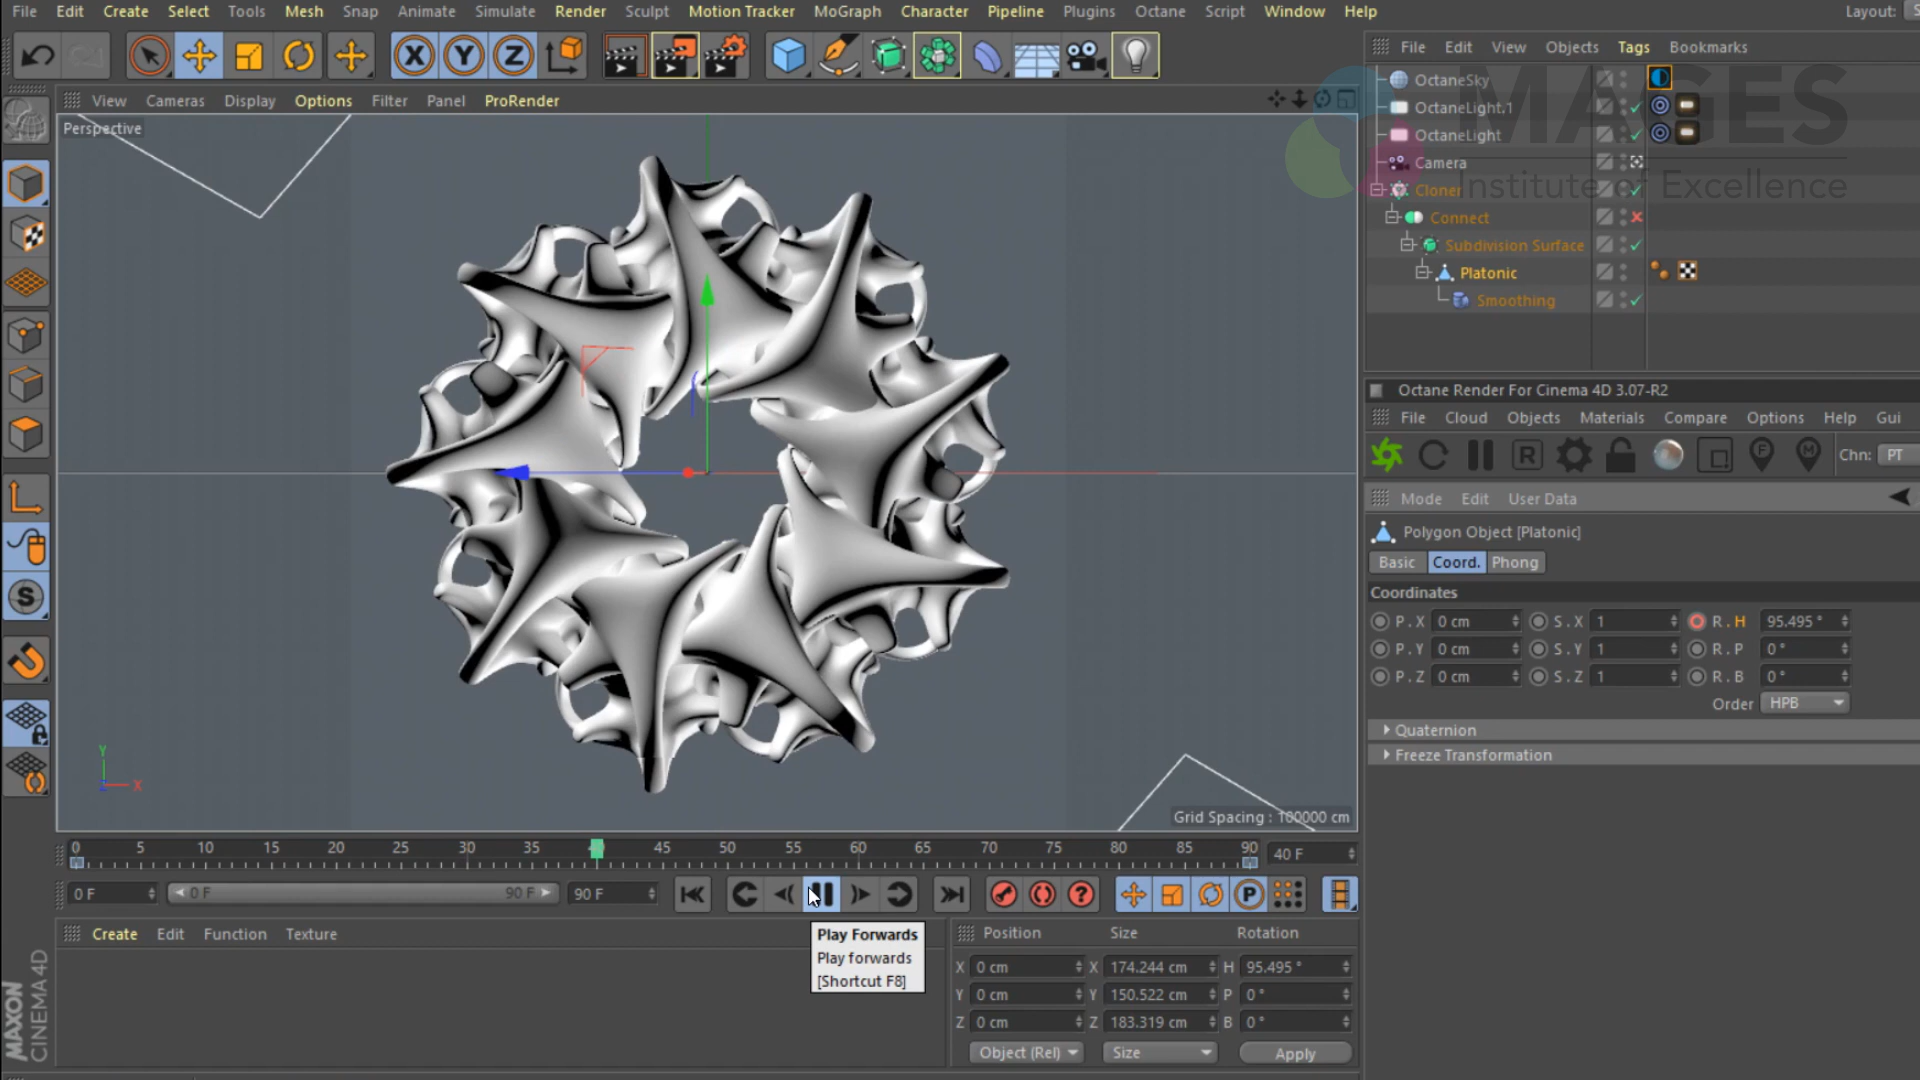 File Edit Create Select Tools Mesh Snap Animate Simulate Render Sculpt Motion Tracker MoGraph Character Pipeline Plugins Octane Script Window Help Layout:
X Y Z
File Edit View Objects Tags Bookmarks
View Cameras Display Options Filter Panel ProRender
Perspective
OctaneSky
OctaneLight.1
OctaneLight
Camera
Cloner
Connect
Subdivision Surface
Platonic
Smoothing
IMAGES
Institute of Excellence
Octane Render For Cinema 4D 3.07-R2
File Cloud Objects Materials Compare Options Help Gui
R Chn: PT
Mode Edit User Data
Polygon Object [Platonic]
Basic Coord. Phong
Coordinates
P . X 0 cm S . X 1 R . H 95.495 °
P . Y 0 cm S . Y 1 R . P 0 °
P . Z 0 cm S . Z 1 R . B 0 °
Order HPB
Quaternion
Freeze Transformation
S
Y
Z X
Grid Spacing : 100000 cm
0 5 10 15 20 25 30 35 45 50 55 60 65 70 75 80 85 90 40 F
0 F 0 F 90 F 90 F
P
Create Edit Function Texture
Play Forwards
Play forwards
[Shortcut F8]
Position Size Rotation
X 0 cm X 174.244 cm H 95.495 °
Y 0 cm Y 150.522 cm P 0 °
Z 0 cm Z 183.319 cm B 0 °
Object (Rel) Size Apply
MAXON
CINEMA 4D